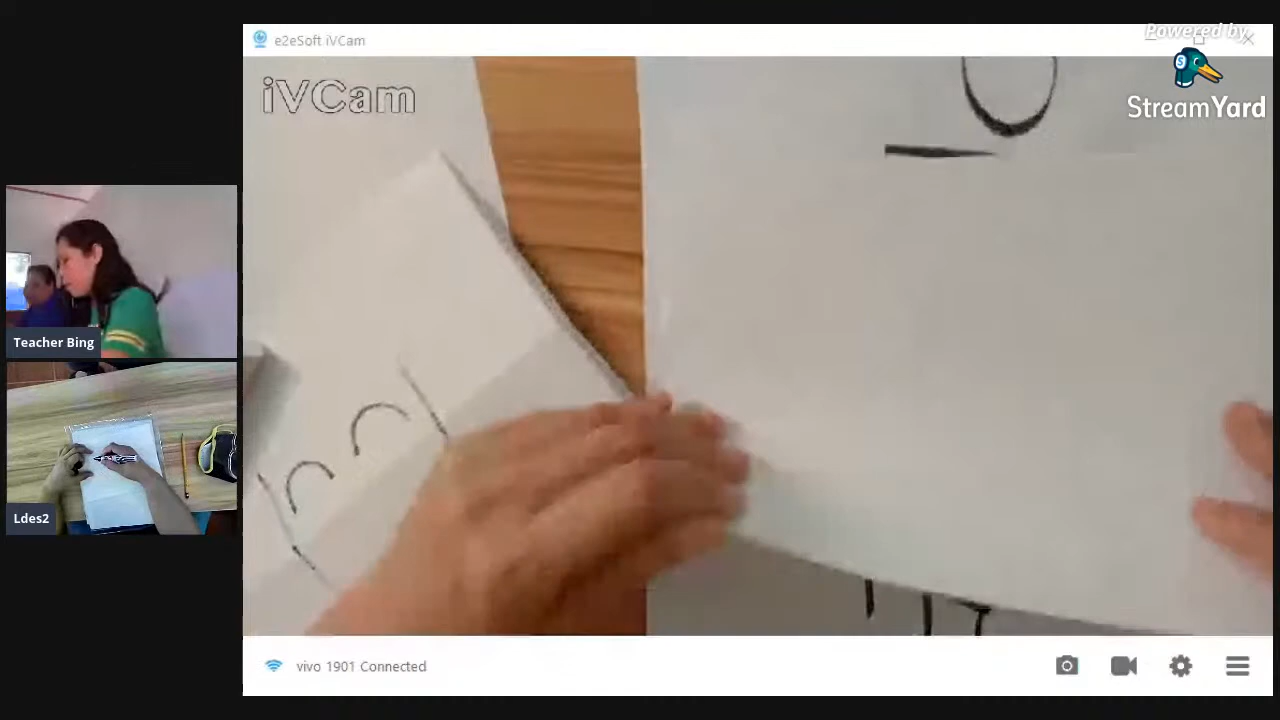 e2eSoft iVCam
Powered by
iVCam
StreamYard
Teacher Bing
Ldes2
vivo 1901 Connected